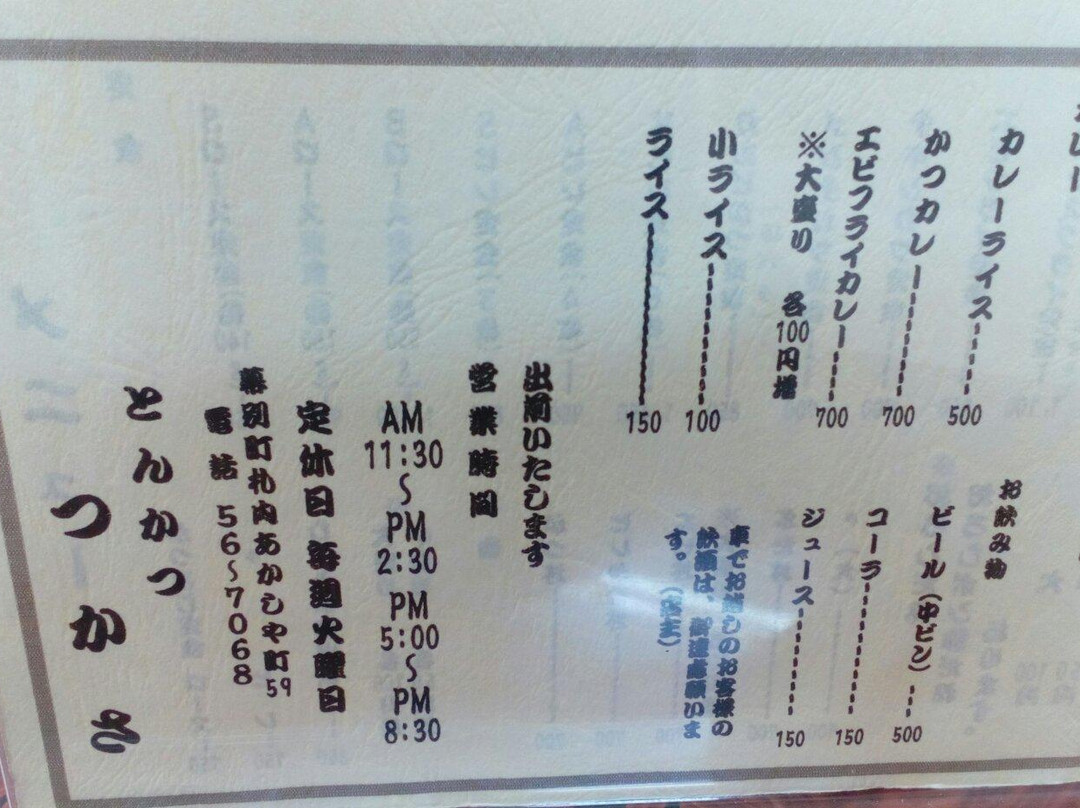 カレーライス 500
かつカレー 700
エビフライカレー 700
※大盛り 各100円増
小ライス 100
ライス 150
お飲み物
ビール(中ビン) 500
コーラ 150
ジュース 150
車でお越しのお客様の
飲酒は、御遠慮願いま
す。(店主)
出前いたします
営業時間
AM
11:30
〜
PM
2:30
PM
5:00
〜
PM
8:30
定休日 毎週火曜日
幕別町札内あかしや町59
電話 56〜7068
とんかつ
つかさ